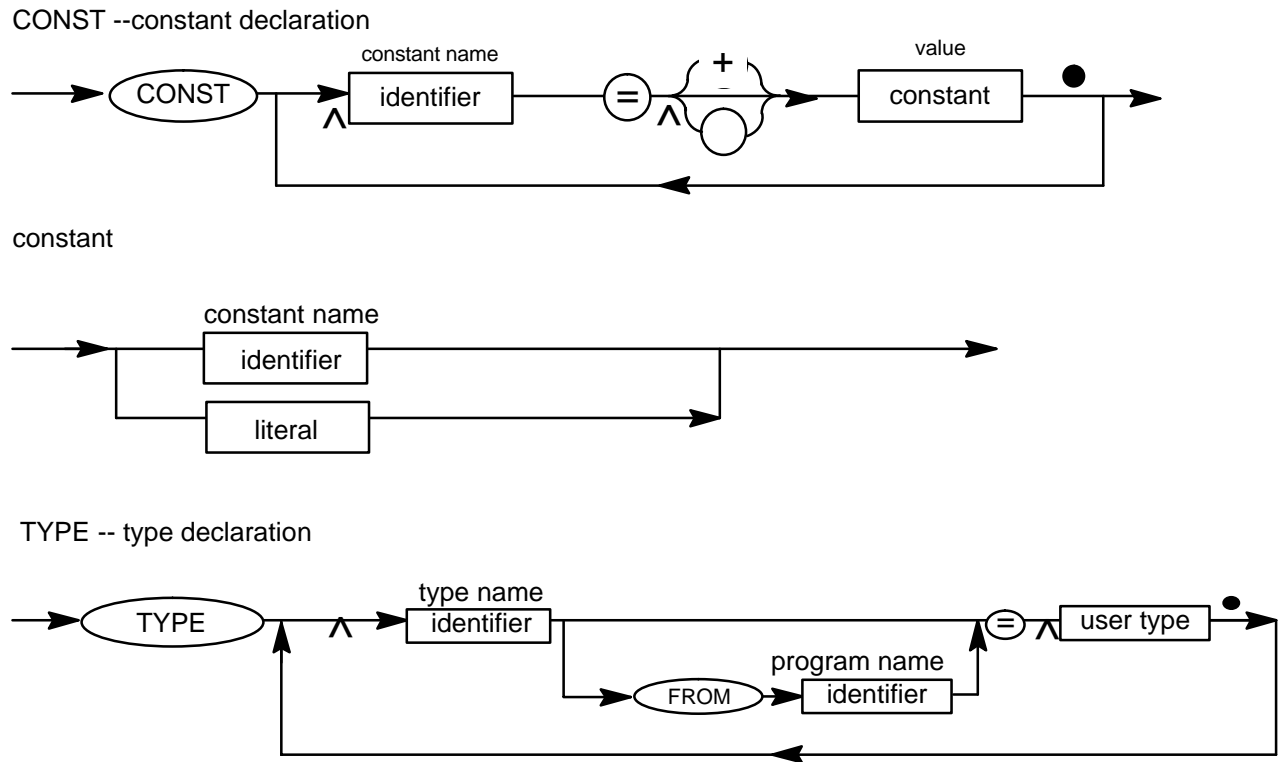 CONST --constant declaration
constant name
value
CONST
identifier
=
+
-
constant
constant
constant name
identifier
literal
TYPE -- type declaration
type name
TYPE
identifier
=
user type
program name
FROM
identifier